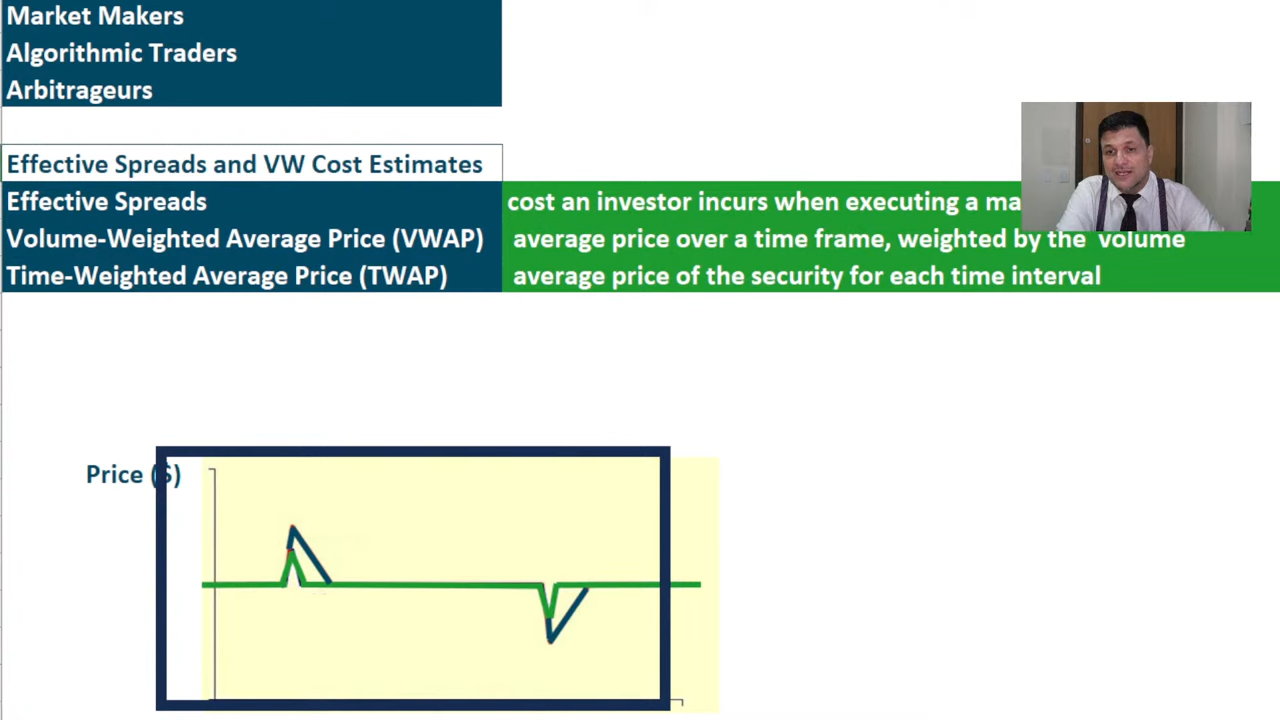 Market Makers
Algorithmic Traders
Arbitrageurs
Effective Spreads and VW Cost Estimates
Effective Spreads cost an investor incurs when executing a
Volume-Weighted Average Price (VWAP) average price over a time frame, weighted by the volume
Time-Weighted Average Price (TWAP) average price of the security for each time interval
Price ($)